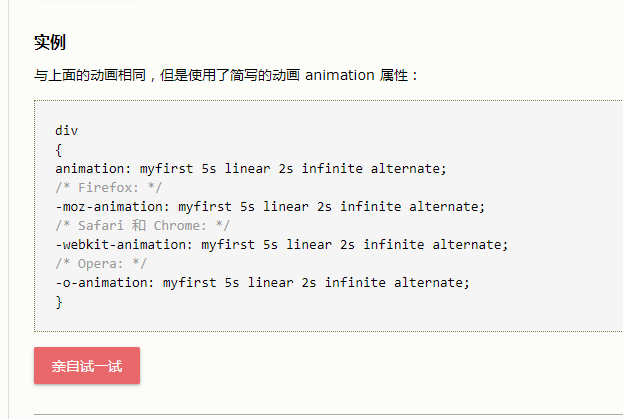 实例
与上面的动画相同，但是使用了简写的动画 animation 属性：
div
{
animation: myfirst 5s linear 2s infinite alternate;
/* Firefox: */
-moz-animation: myfirst 5s linear 2s infinite alternate;
/* Safari 和 Chrome: */
-webkit-animation: myfirst 5s linear 2s infinite alternate;
/* Opera: */
-o-animation: myfirst 5s linear 2s infinite alternate;
}
亲自试一试